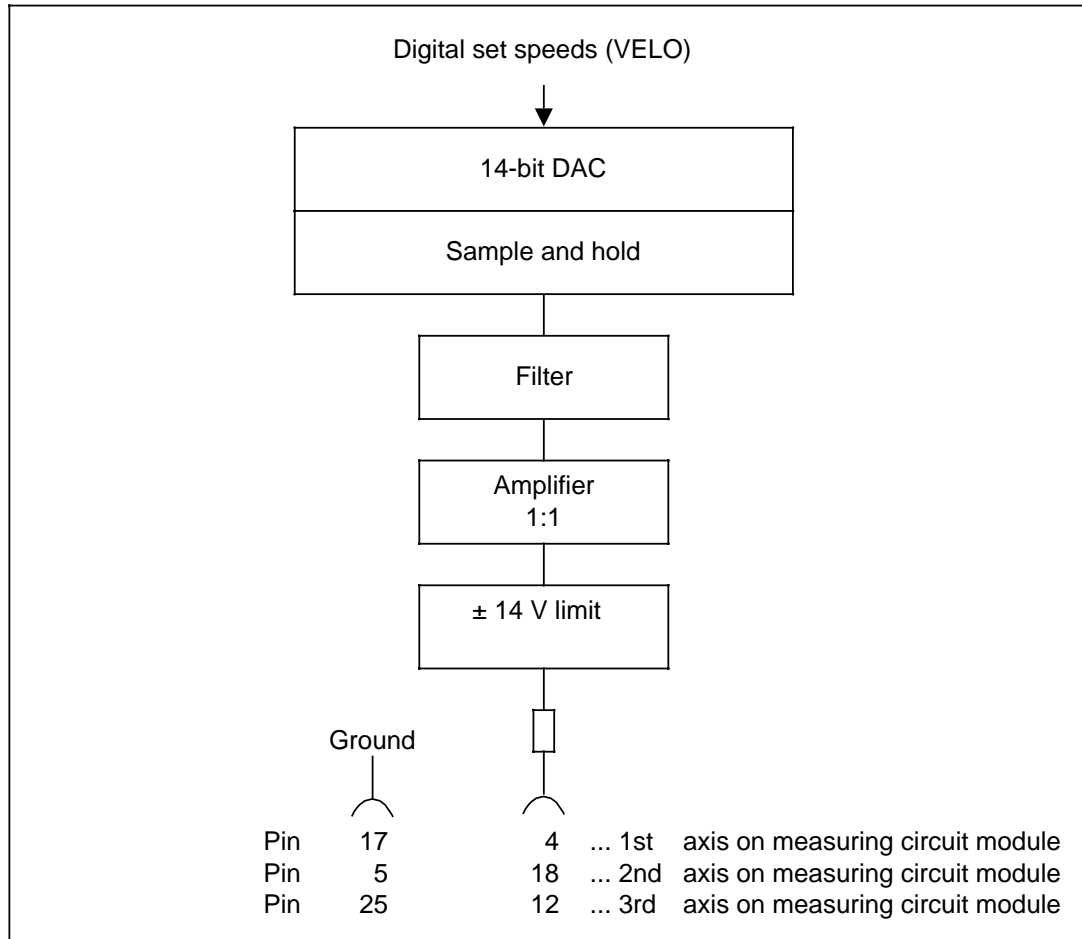 Digital set speeds (VELO)
14-bit DAC
Sample and hold
Filter
Amplifier
1:1
± 14 V limit
Ground
Pin 17 4 ... 1st axis on measuring circuit module
Pin 5 18 ... 2nd axis on measuring circuit module
Pin 25 12 ... 3rd axis on measuring circuit module